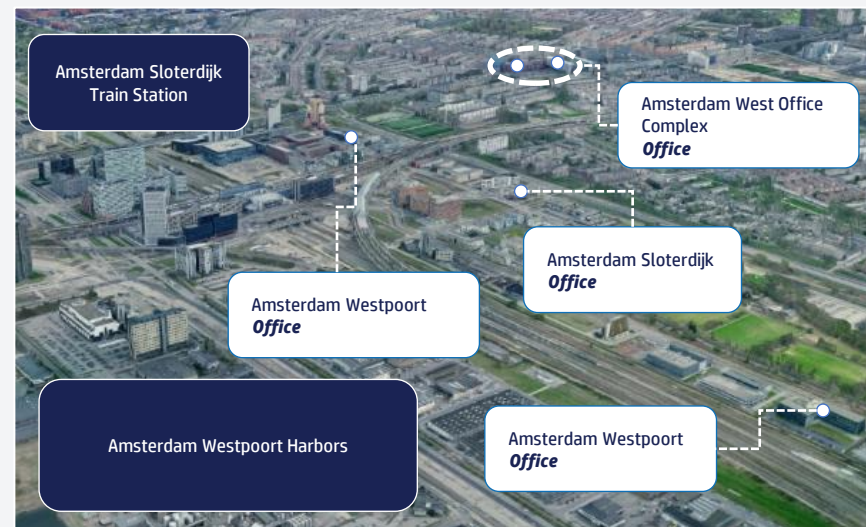 Amsterdam Sloterdijk
Train Station
Amsterdam West Office
Complex
Office
Amsterdam Sloterdijk
Office
Amsterdam Westpoort
Office
Amsterdam Westpoort Harbors
Amsterdam Westpoort
Office